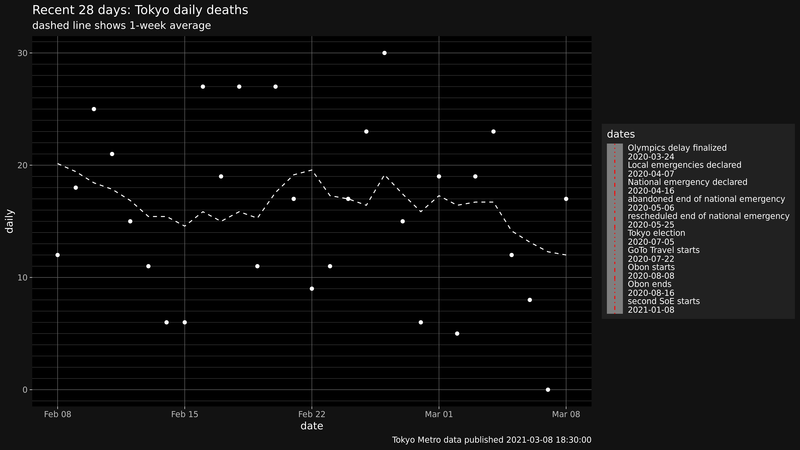 Recent 28 days: Tokyo daily deaths
dashed line shows 1-week average
30
20
10
0
daily
Feb 08
Feb 15
Feb 22
Mar 01
Mar 08
date
dates
Olympics delay finalized
2020-03-24
Local emergencies declared
2020-04-07
National emergency declared
2020-04-16
abandoned end of national emergency
2020-05-06
rescheduled end of national emergency
2020-05-25
Tokyo election
2020-07-05
GoTo Travel starts
2020-07-22
Obon starts
2020-08-08
Obon ends
2020-08-16
second SoE starts
2021-01-08
Tokyo Metro data published 2021-03-08 18:30:00